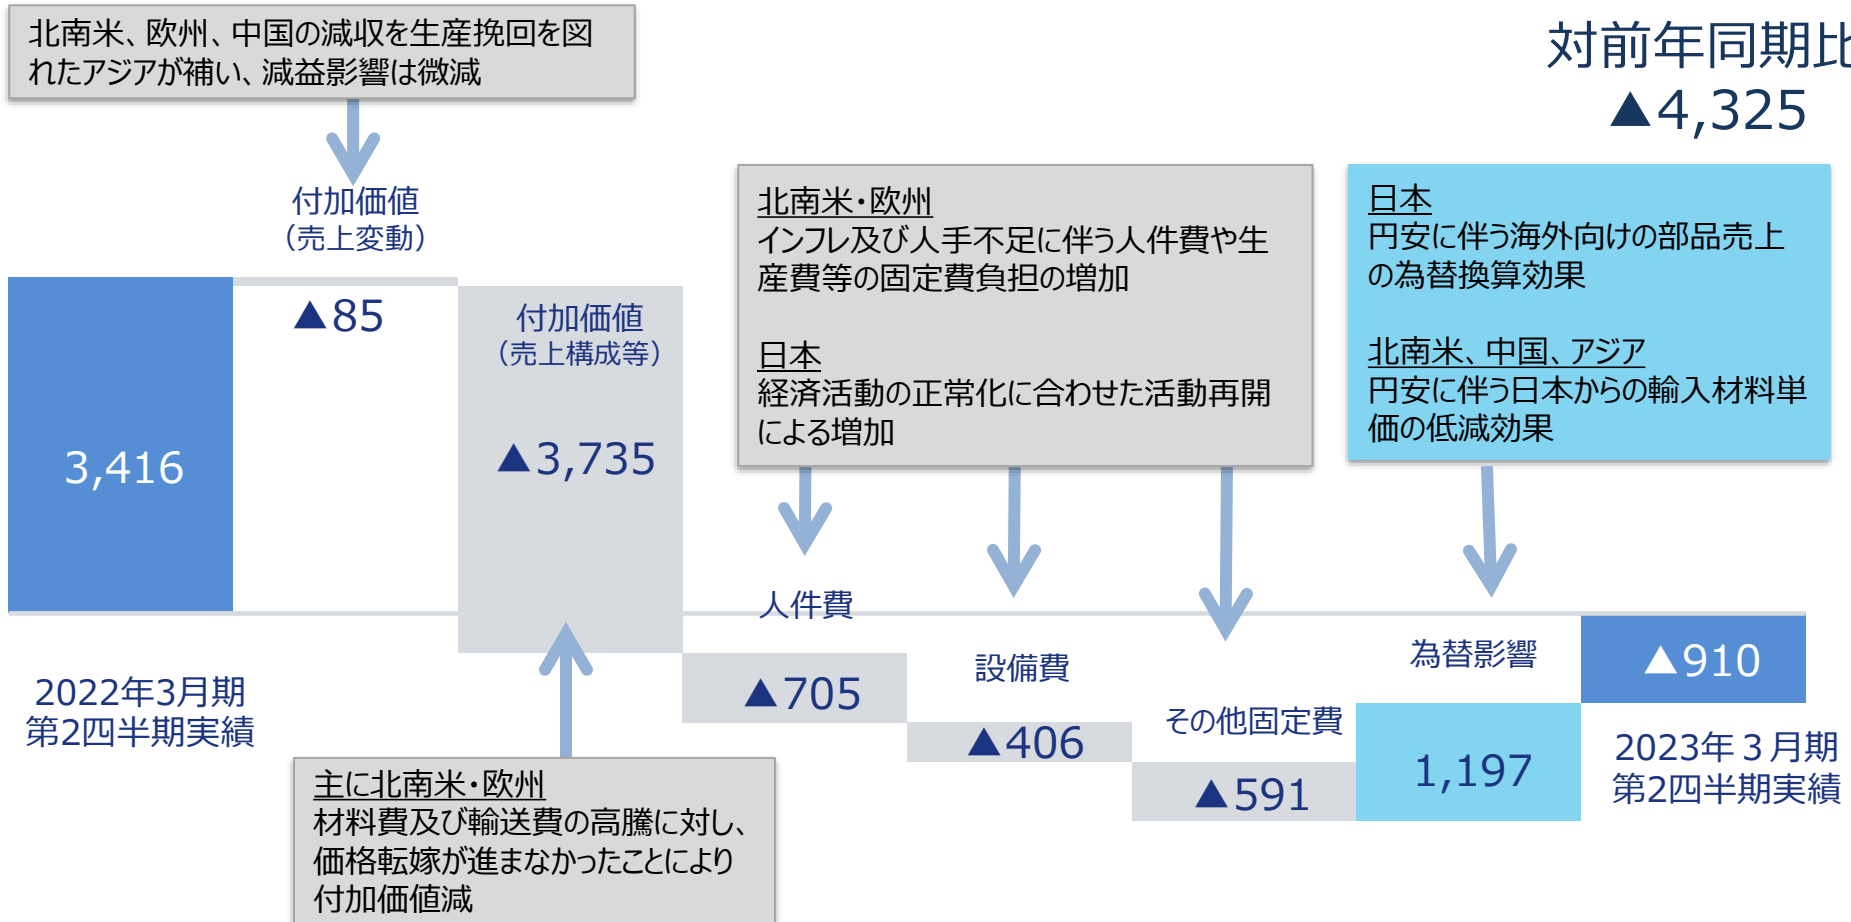 北南米、欧州、中国の減収を生産挽回を図
れたアジアが補い、減益影響は微減
対前年同期比
▲4,325
付加価値
（売上変動）
▲85
3,416
2022年3月期
第2四半期実績
付加価値
（売上構成等）
▲3,735
主に北南米・欧州
材料費及び輸送費の高騰に対し、
価格転嫁が進まなかったことにより
付加価値減
北南米・欧州
インフレ及び人手不足に伴う人件費や生
産費等の固定費負担の増加
日本
経済活動の正常化に合わせた活動再開
による増加
人件費
▲705
設備費
▲406
その他固定費
▲591
日本
円安に伴う海外向けの部品売上
の為替換算効果
北南米、中国、アジア
円安に伴う日本からの輸入材料単
価の低減効果
為替影響
1,197
▲910
2023年３月期
第2四半期実績